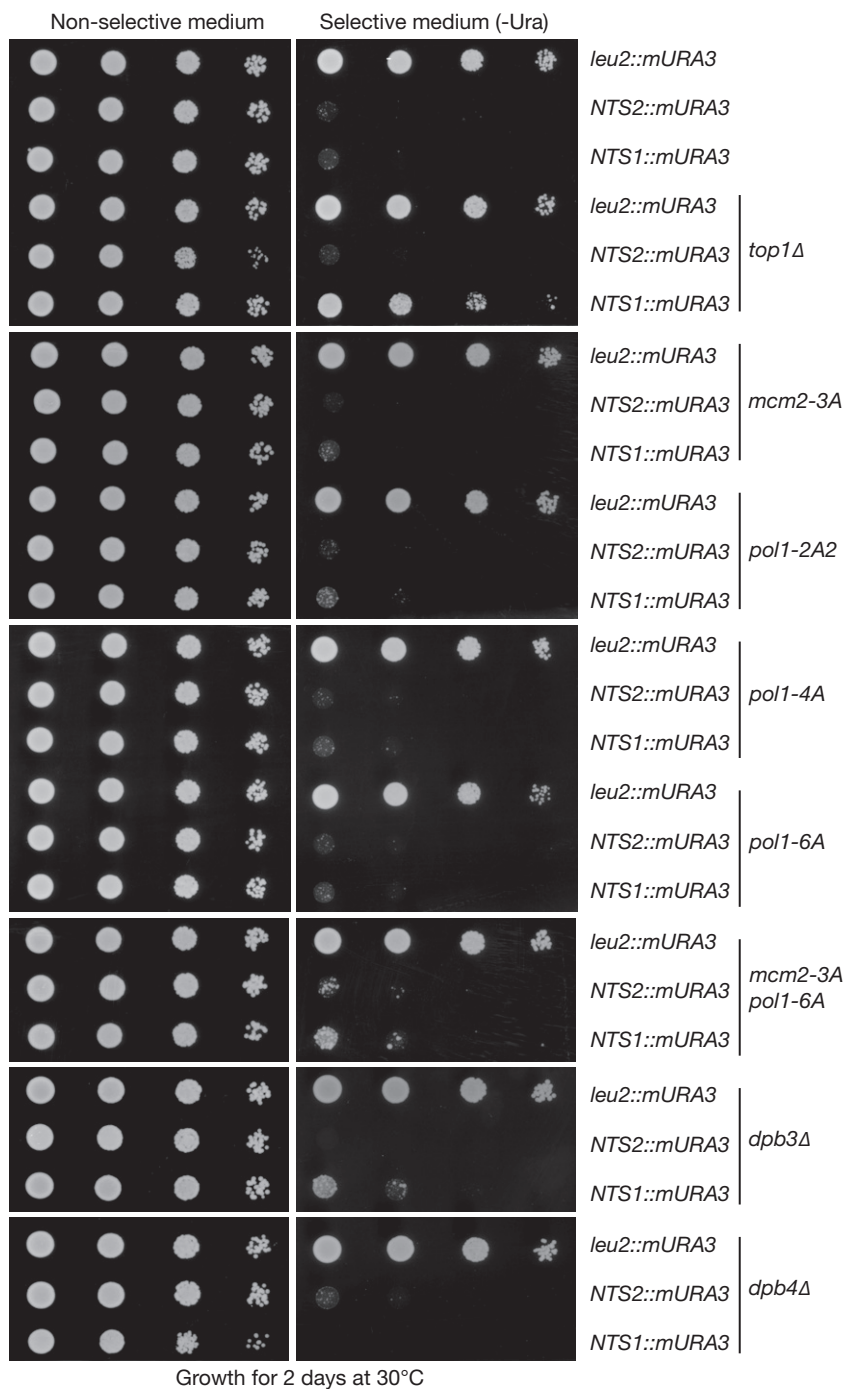 Non-selective medium
Selective medium (-Ura)
leu2::mURA3
NTS2::mURA3
NTS1::mURA3
leu2::mURA3
NTS2::mURA3
NTS1::mURA3
top1Δ
leu2::mURA3
NTS2::mURA3
NTS1::mURA3
mcm2-3A
leu2::mURA3
NTS2::mURA3
NTS1::mURA3
pol1-2A2
leu2::mURA3
NTS2::mURA3
NTS1::mURA3
pol1-4A
leu2::mURA3
NTS2::mURA3
NTS1::mURA3
pol1-6A
leu2::mURA3
NTS2::mURA3
NTS1::mURA3
mcm2-3A
pol1-6A
leu2::mURA3
NTS2::mURA3
NTS1::mURA3
dpb3Δ
leu2::mURA3
NTS2::mURA3
NTS1::mURA3
dpb4Δ
Growth for 2 days at 30°C